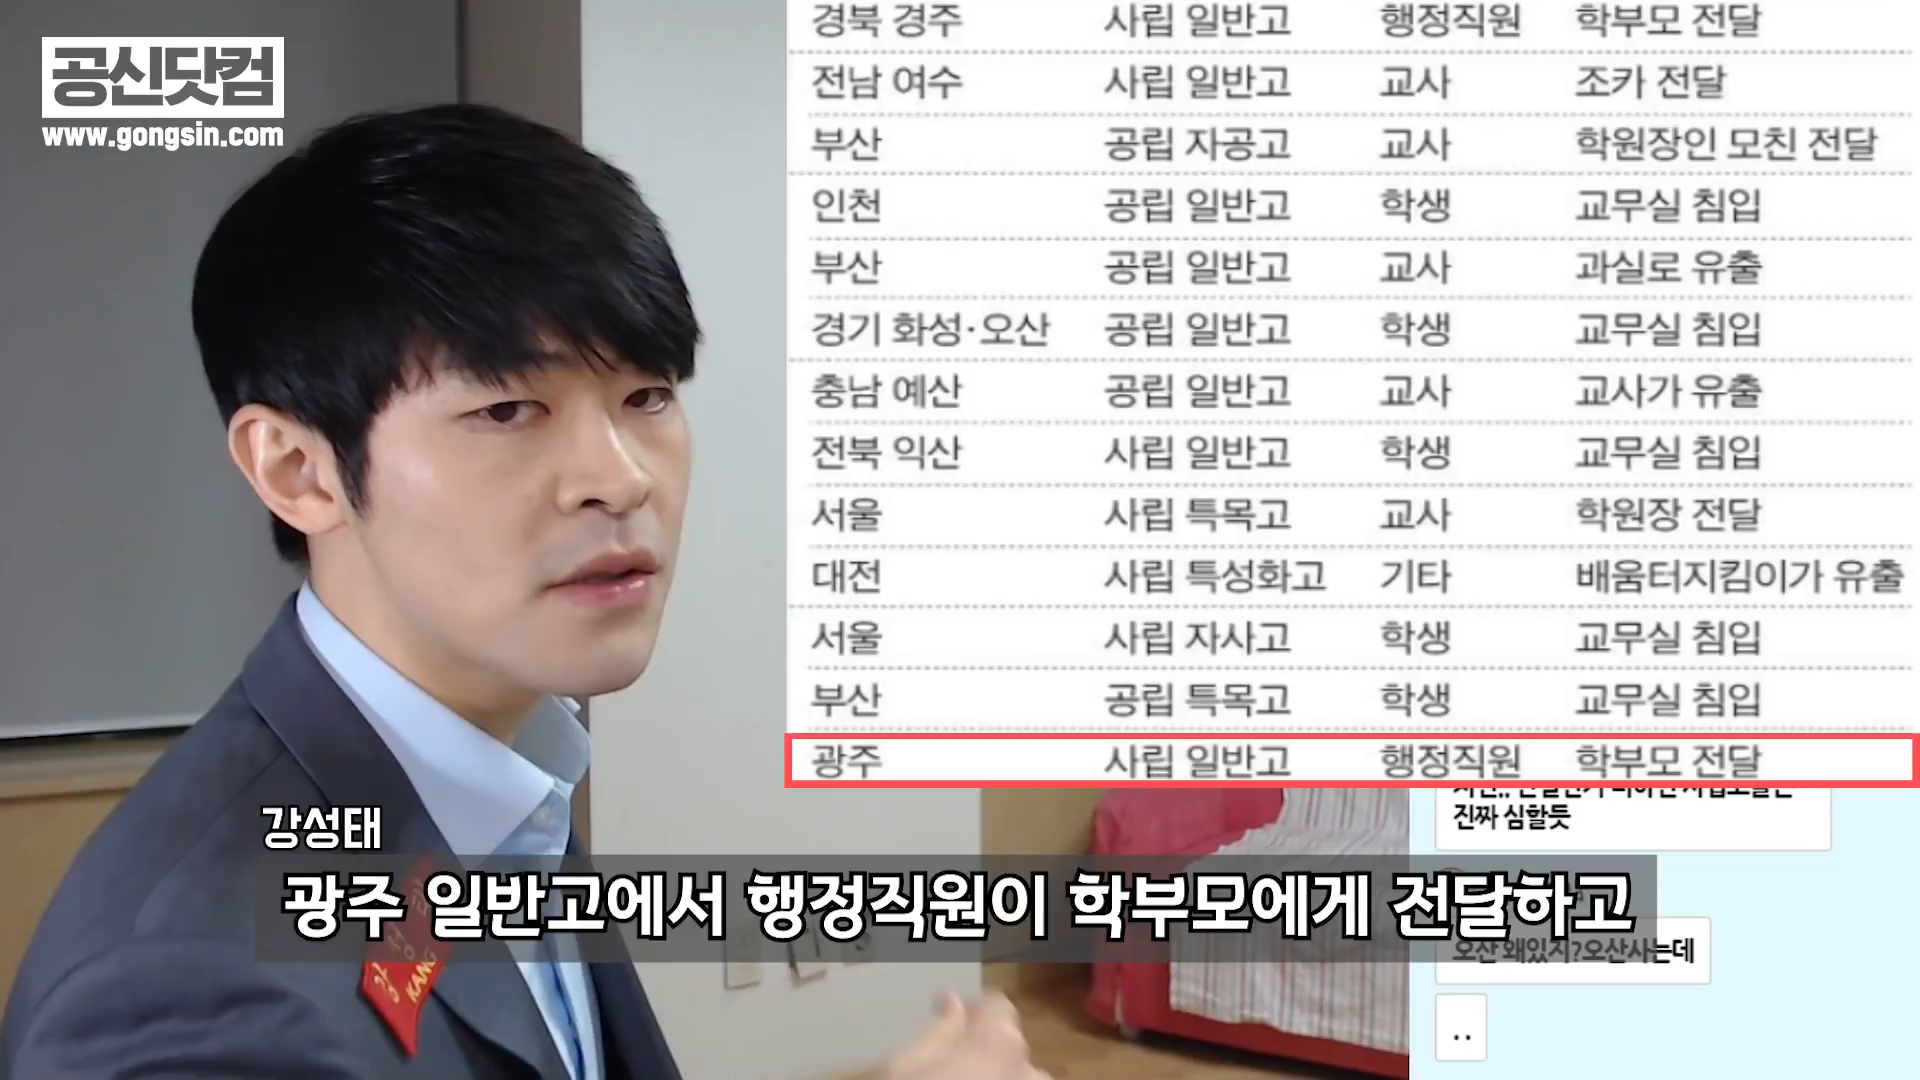 공신닷컴
www.gongsin.com
경북 경주 사립 일반고 행정직원 학부모 전달
전남 여수 사립 일반고 교사 조카 전달
부산 공립 자공고 교사 학원장인 모친 전달
인천 공립 일반고 학생 교무실 침입
부산 공립 일반고 교사 과실로 유출
경기 화성·오산 공립 일반고 학생 교무실 침입
충남 예산 공립 일반고 교사 교사가 유출
전북 익산 사립 일반고 학생 교무실 침입
서울 사립 특목고 교사 학원장 전달
대전 사립 특성화고 기타 배움터지킴이가 유출
서울 사립 자사고 학생 교무실 침입
부산 공립 특목고 학생 교무실 침입
광주 사립 일반고 행정직원 학부모 전달
진짜 심할듯
강성태
광주 일반고에서 행정직원이 학부모에게 전달하고
오산 왜있지?오산사는데
..
강성태
KANG